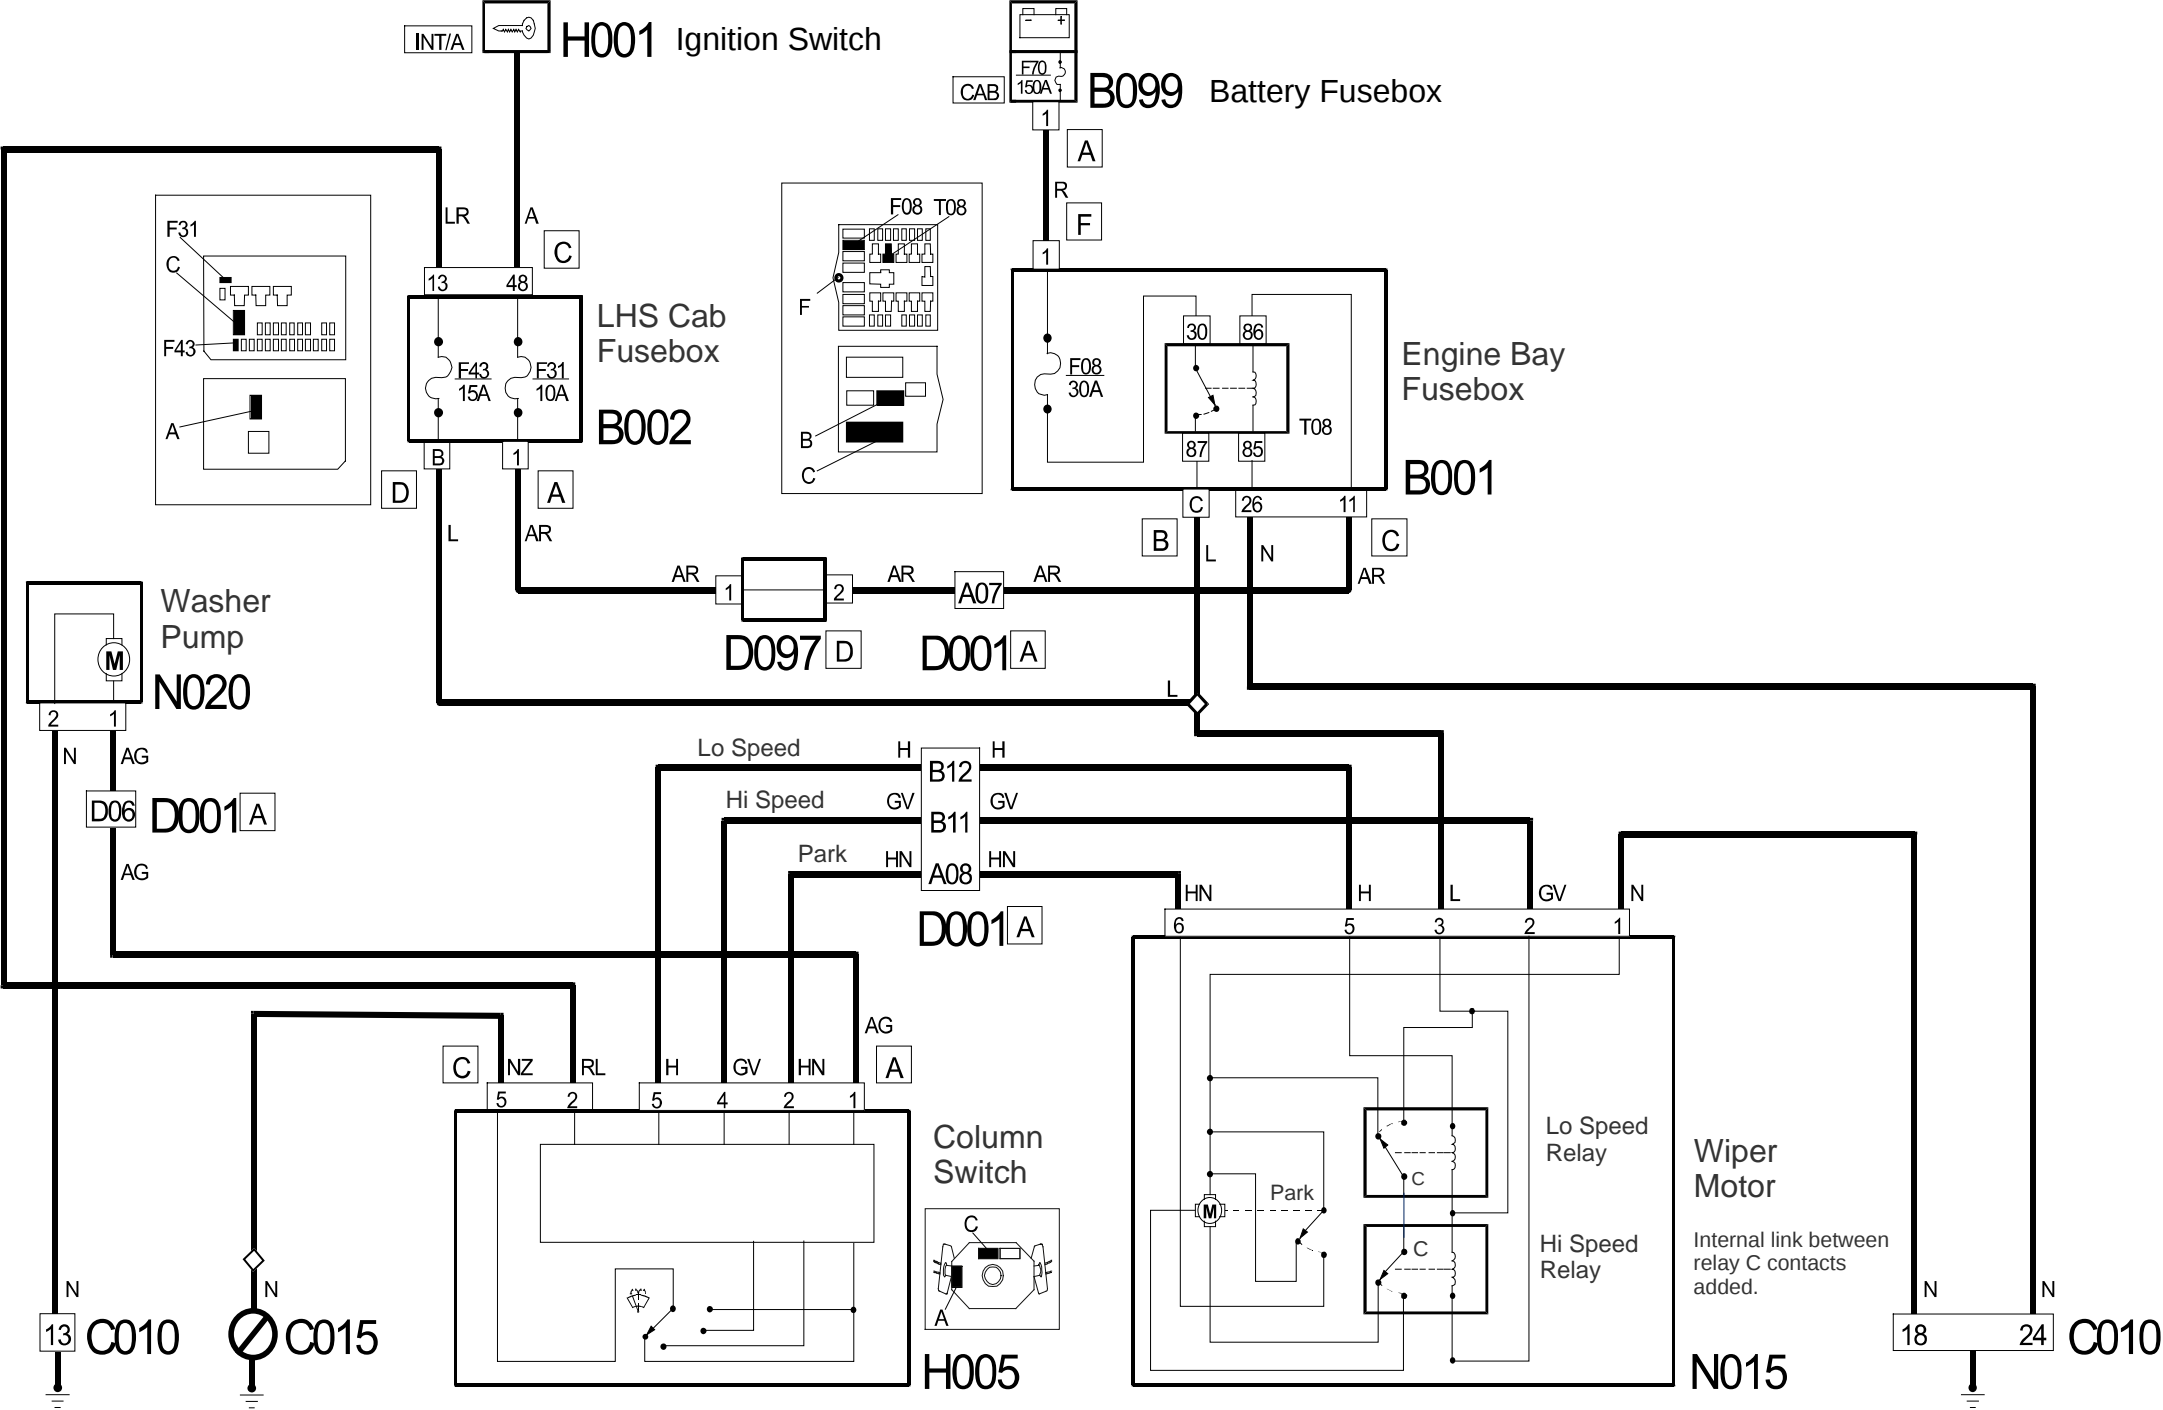 INT/A
H001 Ignition Switch
- +
F70
150A
CAB
B099 Battery Fusebox
1
A
R
F
1
LR
A
C
13 48
F43
15A
F31
10A
LHS Cab
Fusebox
B002
B
1
D
A
L
AR
F31
C
F43
A
F08 T08
F
B
C
F08
30A
30
86
87
85
T08
Engine Bay
Fusebox
B001
C
26 11
B
C
L
N
AR
AR
1
2
AR
A07
AR
D097 D
D001 A
L
M
Washer
Pump
N020
2 1
N
AG
D06
D001 A
AG
Lo Speed
H
B12
H
Hi Speed
GV
B11
GV
Park
HN
A08
HN
D001 A
HN
H
L
GV
N
6 5 3 2 1
AG
C
NZ
RL
H
GV
HN
A
5 2
5 4 2 1
Column
Switch
C
A
H005
M
Park
C
C
Lo Speed
Relay
Hi Speed
Relay
Wiper
Motor
Internal link between
relay C contacts
added.
N015
N
13
C010
N
C015
N
N
18 24
C010